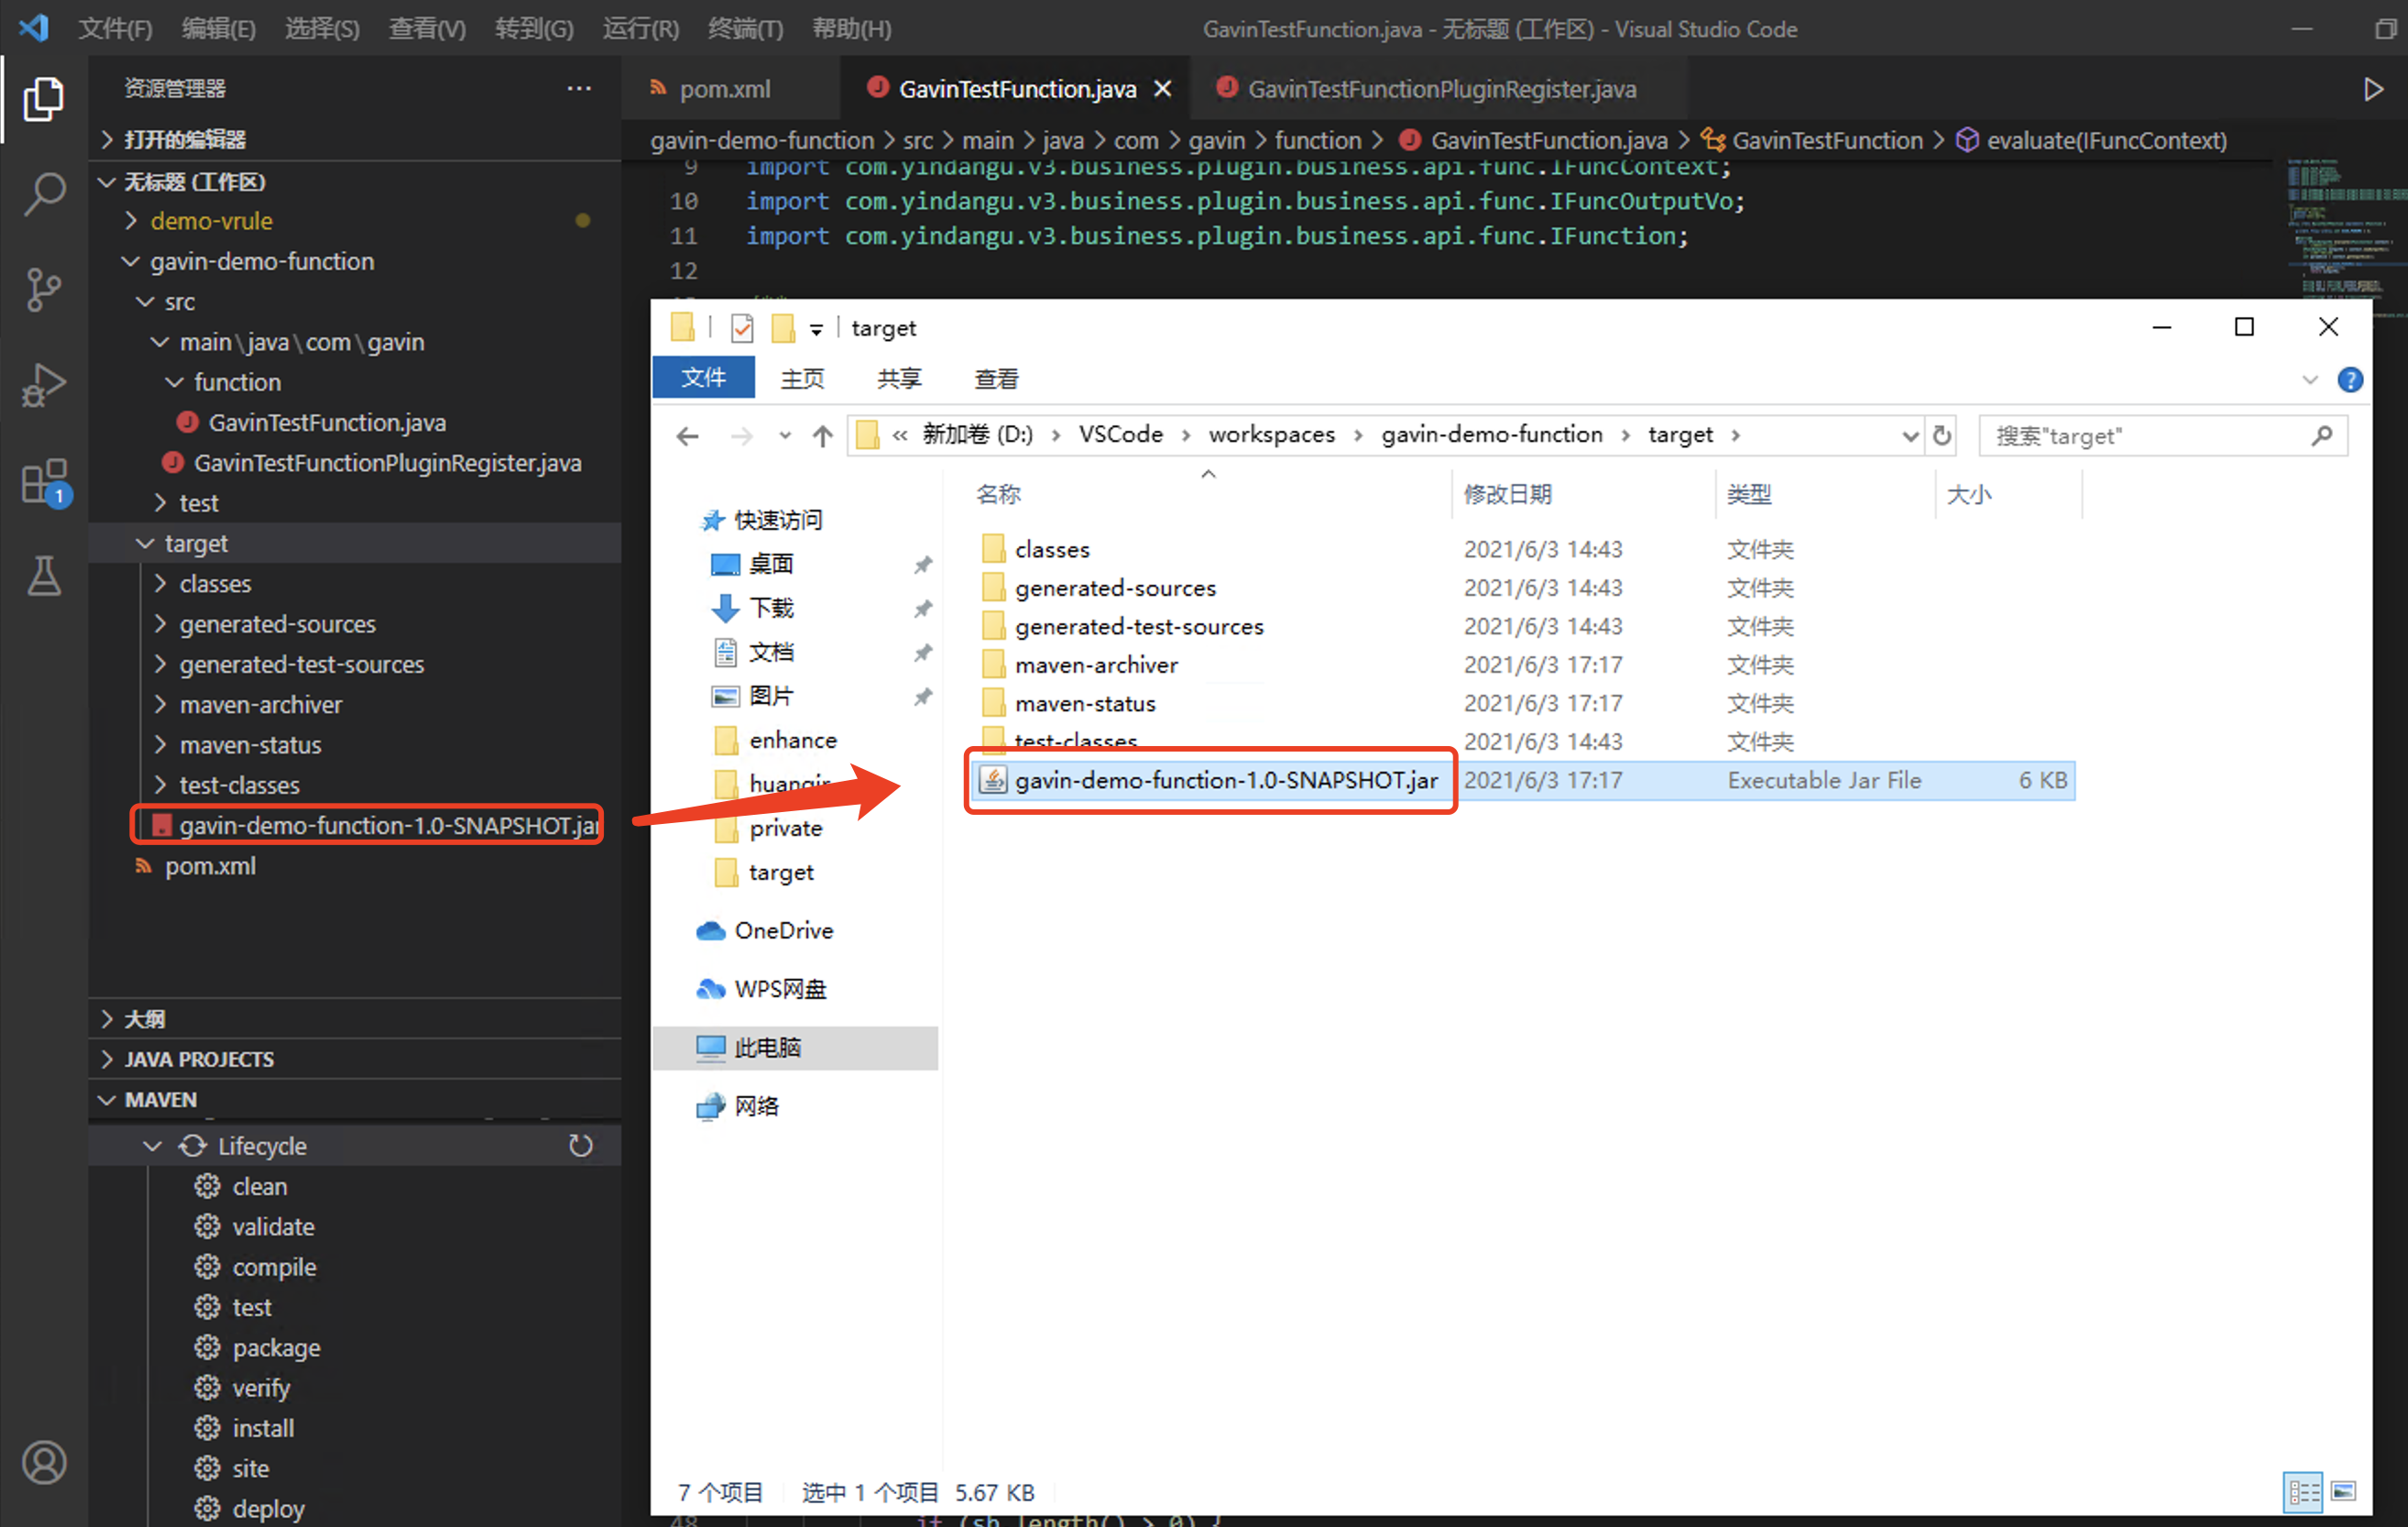 文件(F) 编辑(E) 选择(S) 查看(V) 转到(G) 运行(R) 终端(T) 帮助(H) GavinTestFunction.java - 无标题 (工作区) - Visual Studio Code
资源管理器 ···
打开的编辑器
无标题 (工作区)
demo-vrule
gavin-demo-function
src
main\java\com\gavin
function
GavinTestFunction.java
GavinTestFunctionPluginRegister.java
test
target
classes
generated-sources
generated-test-sources
maven-archiver
maven-status
test-classes
gavin-demo-function-1.0-SNAPSHOT.jar
pom.xml
大纲
JAVA PROJECTS
MAVEN
Lifecycle
clean
validate
compile
test
package
verify
install
site
deploy
1
pom.xml GavinTestFunction.java GavinTestFunctionPluginRegister.java
gavin-demo-function > src > main > java > com > gavin > function > GavinTestFunction.java > GavinTestFunction > evaluate(IFuncContext)
9 import com.yindangu.v3.business.plugin.business.api.func.IFuncContext;
10 import com.yindangu.v3.business.plugin.business.api.func.IFuncOutputVo;
11 import com.yindangu.v3.business.plugin.business.api.func.IFunction;
12
target
文件 主页 共享 查看
« 新加卷 (D:) › VSCode › workspaces › gavin-demo-function › target › 搜索"target"
快速访问
桌面
下载
文档
图片
enhance
private
target
OneDrive
WPS网盘
此电脑
网络
名称 修改日期 类型 大小
classes 2021/6/3 14:43 文件夹
generated-sources 2021/6/3 14:43 文件夹
generated-test-sources 2021/6/3 14:43 文件夹
maven-archiver 2021/6/3 17:17 文件夹
maven-status 2021/6/3 17:17 文件夹
test-classes 2021/6/3 14:43 文件夹
gavin-demo-function-1.0-SNAPSHOT.jar 2021/6/3 17:17 Executable Jar File 6 KB
7 个项目 选中 1 个项目 5.67 KB
48 if (sb.length() > 0) {